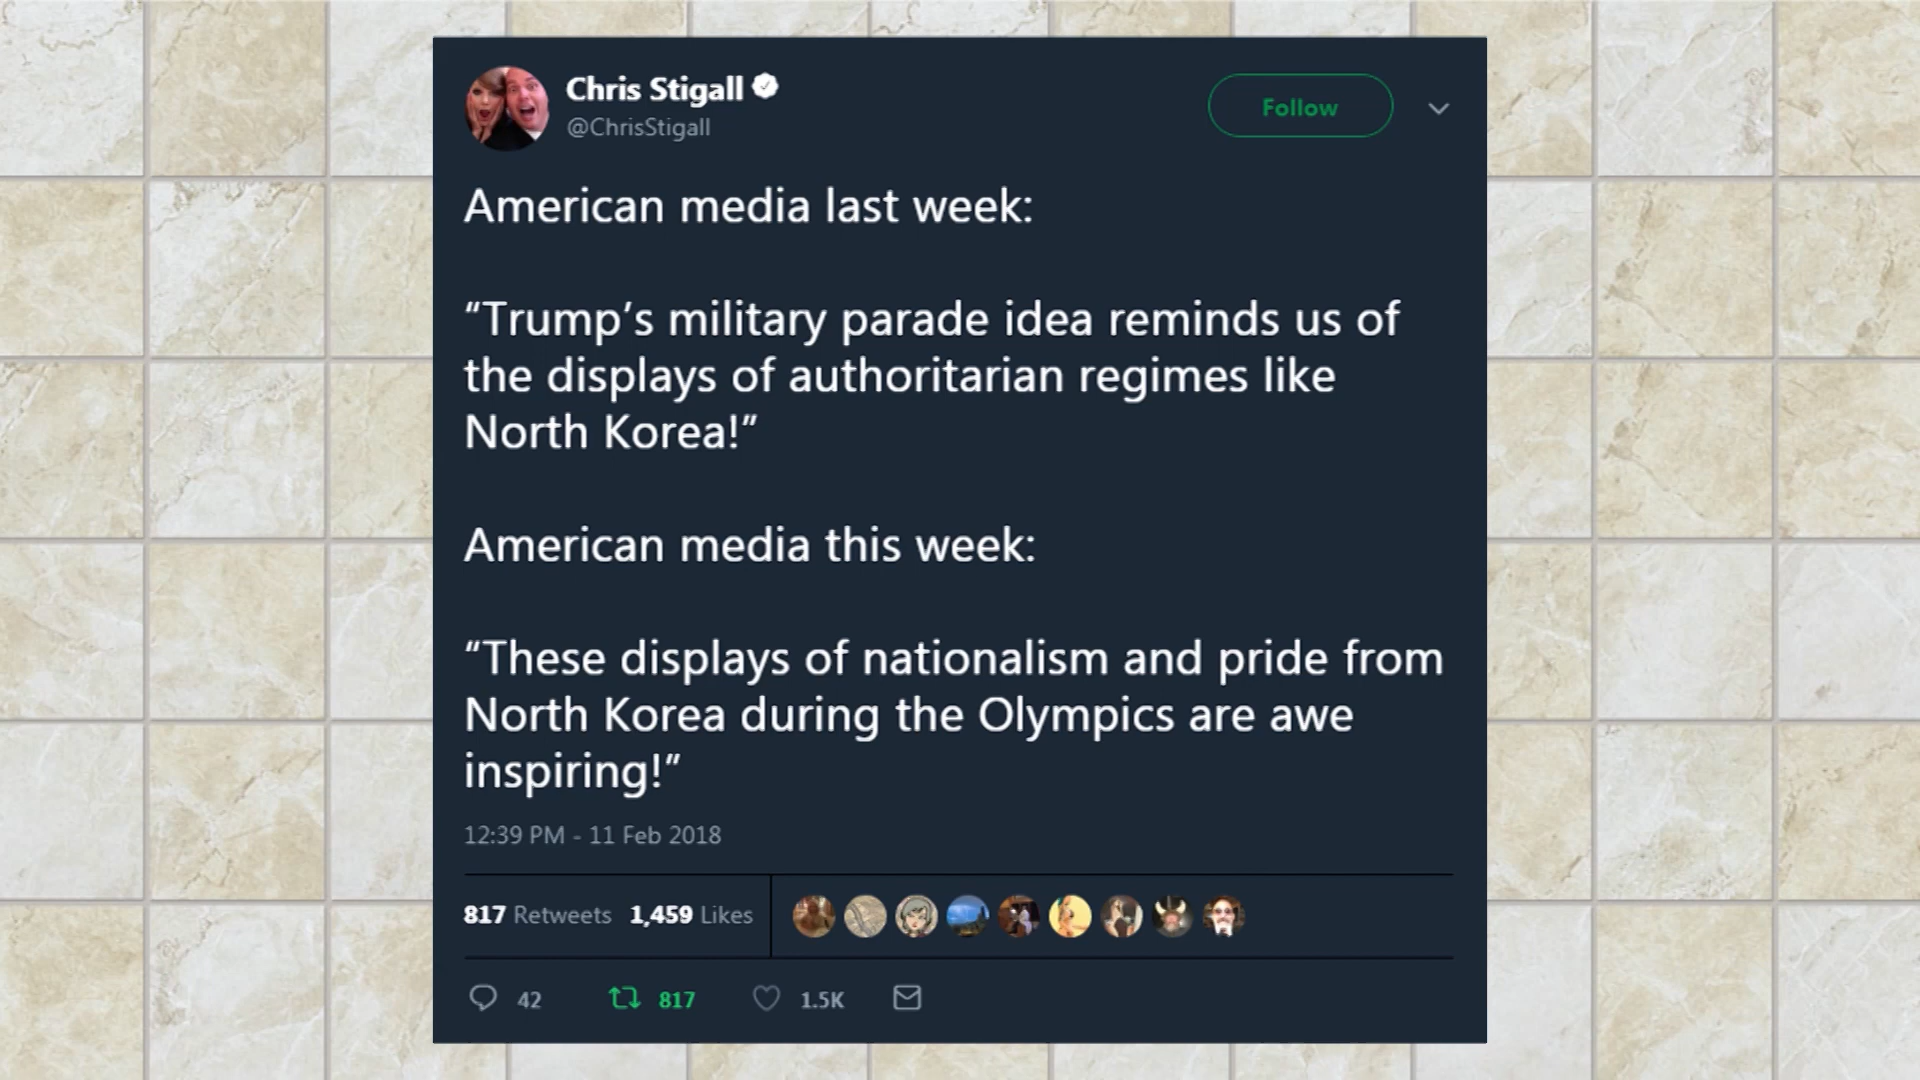 Chris Stigall
@ChrisStigall
Follow
American media last week:
“Trump’s military parade idea reminds us of
the displays of authoritarian regimes like
North Korea!”
American media this week:
“These displays of nationalism and pride from
North Korea during the Olympics are awe
inspiring!”
12:39 PM - 11 Feb 2018
817 Retweets 1,459 Likes
42 817 1.5K